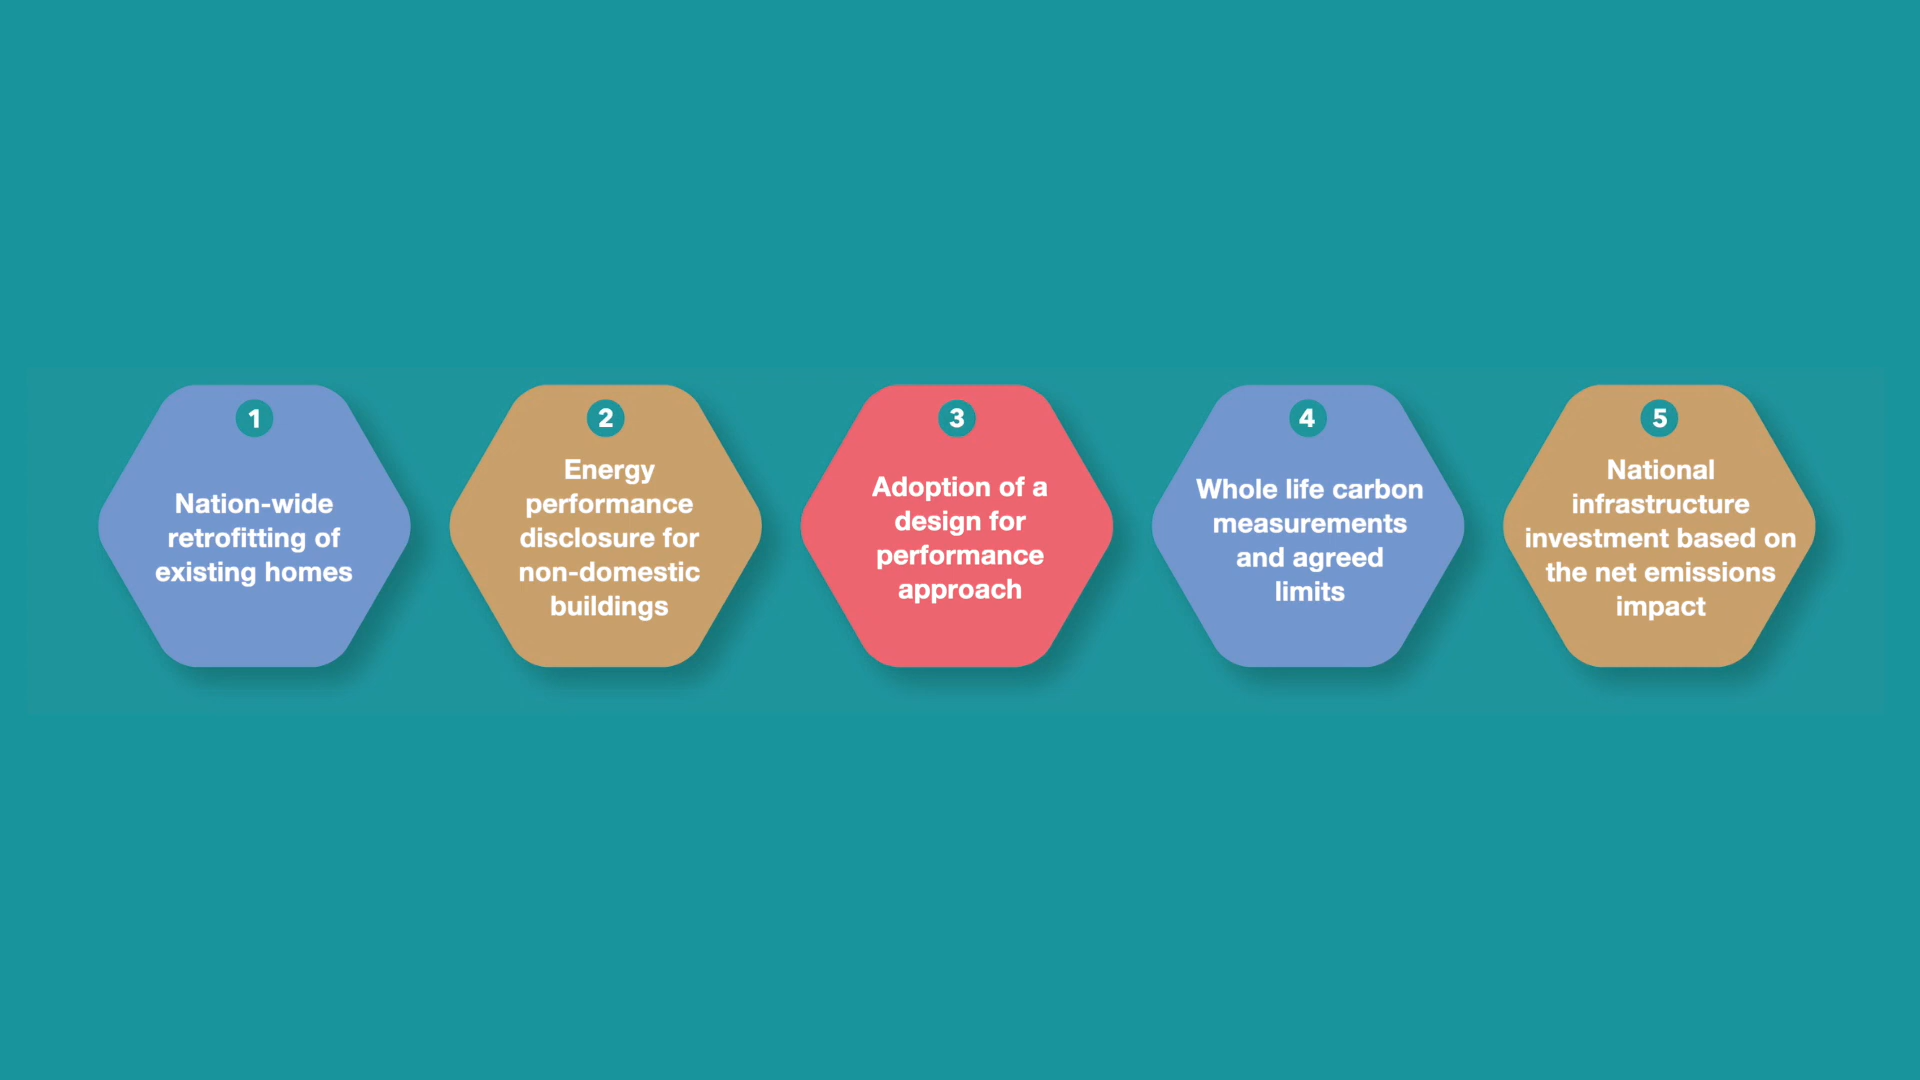 1
Nation-wide
retrofitting of
existing homes
2
Energy
performance
disclosure for
non-domestic
buildings
3
Adoption of a
design for
performance
approach
4
Whole life carbon
measurements
and agreed
limits
5
National
infrastructure
investment based on
the net emissions
impact